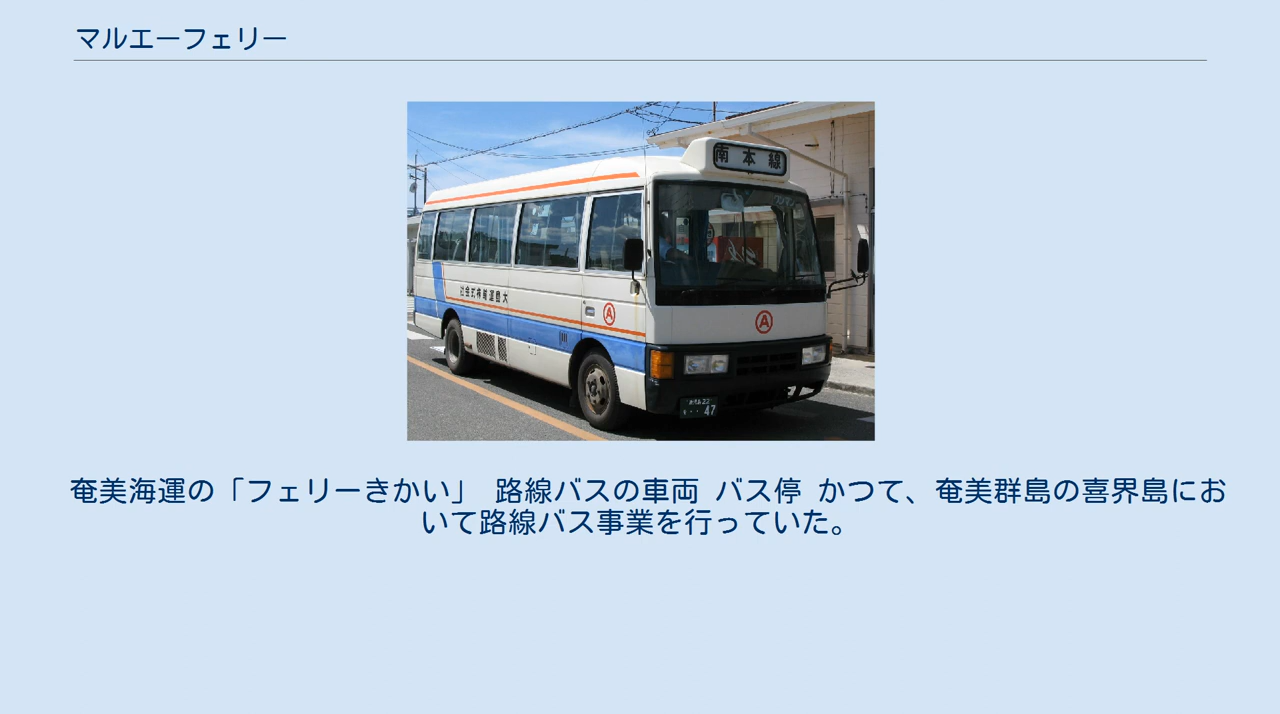 マルエーフェリー
南本線
社会式株輸運島大
A
A
47
奄美海運の「フェリーきかい」 路線バスの車両 バス停 かつて、奄美群島の喜界島にお
いて路線バス事業を行っていた。